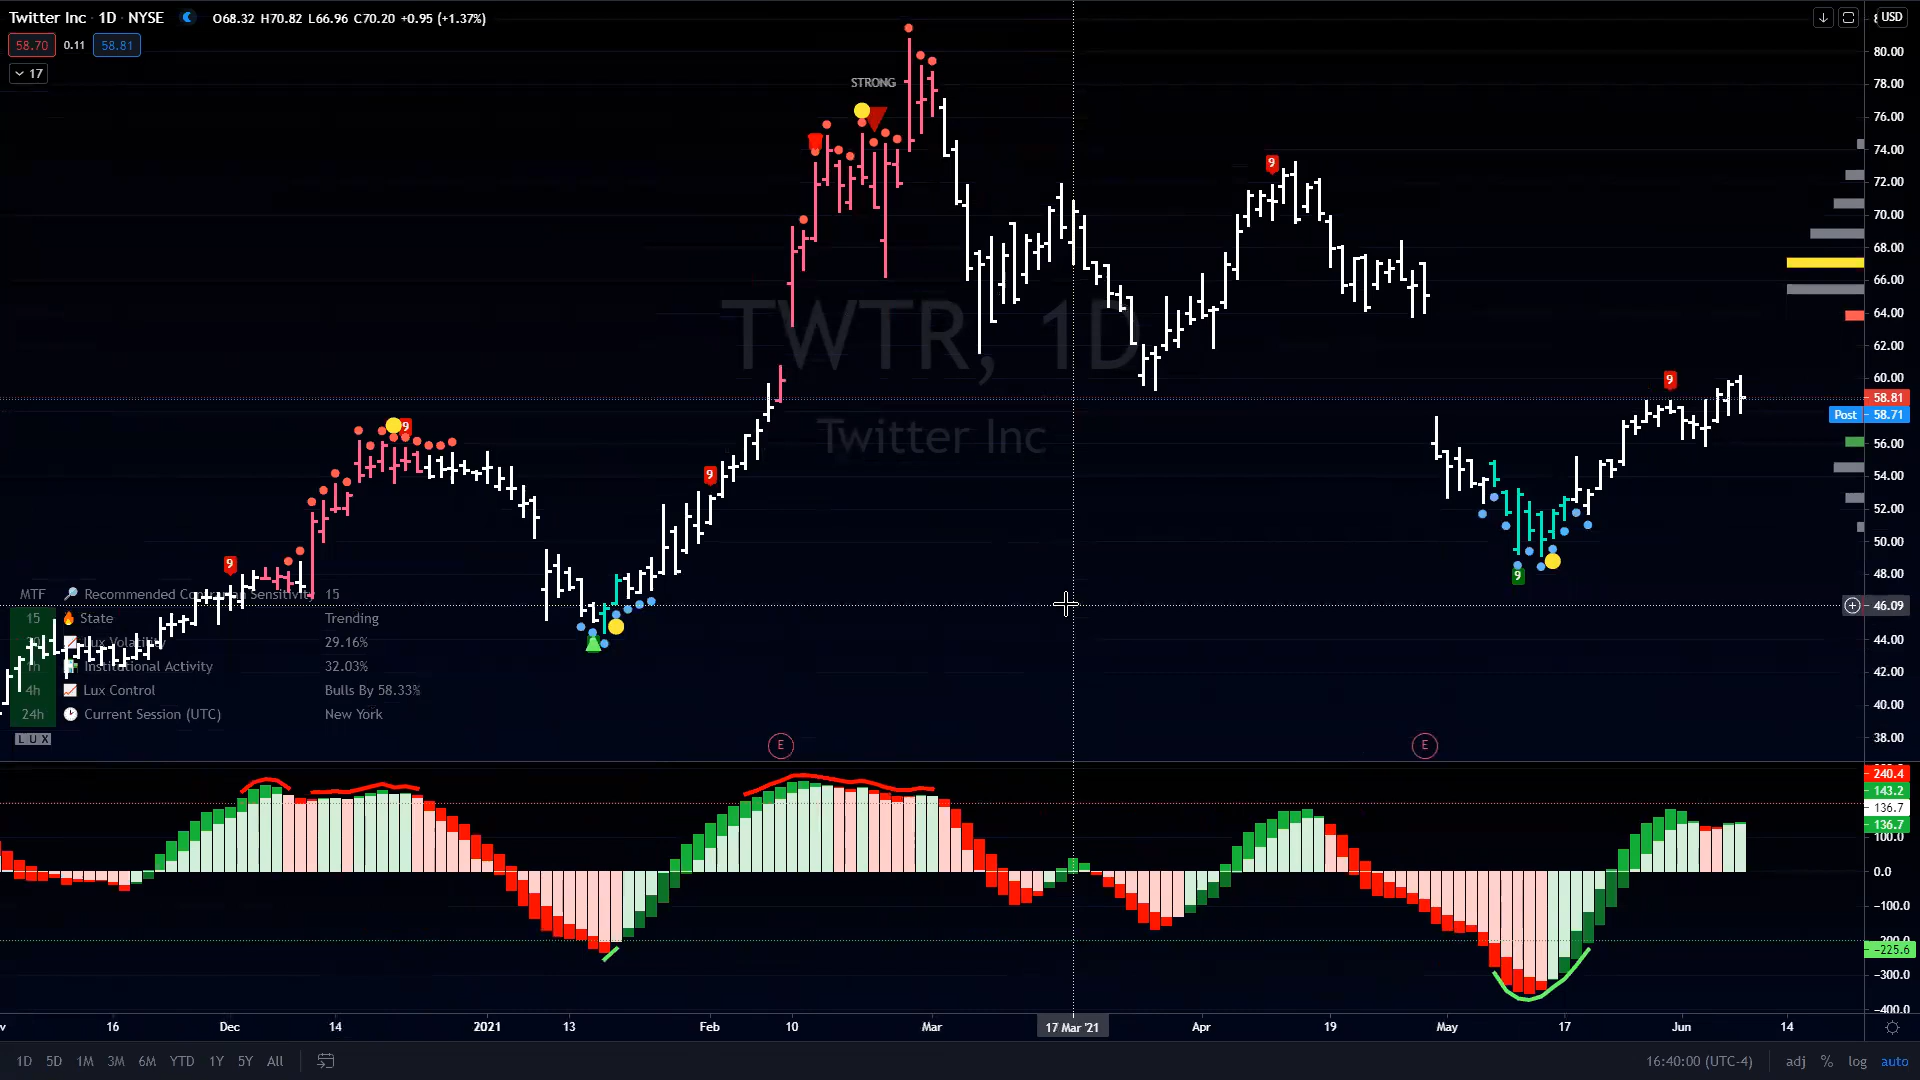 Twitter Inc · 1D · NYSE O68.32 H70.82 L66.96 C70.20 +0.95 (+1.37%)
58.70 0.11 58.81
17
USD
80.00
78.00
76.00
74.00
72.00
70.00
68.00
66.00
64.00
62.00
60.00
58.81
Post 58.71
56.00
54.00
52.00
50.00
48.00
46.09
44.00
42.00
40.00
38.00
STRONG
9
9
9
9
9
9
TWTR, 1D
Twitter Inc
MTF Recommended Sensitivity 15
15 State Trending
Lux Volatility 29.16%
1h Institutional Activity 32.03%
4h Lux Control Bulls By 58.33%
24h Current Session (UTC) New York
LUX
E E
240.4
143.2
136.7
136.7
100.0
0.0
−100.0
−200.0
−225.6
−300.0
−400.0
16 Dec 14 2021 13 Feb 10 Mar 17 Mar '21 Apr 19 May 17 Jun 14
1D 5D 1M 3M 6M YTD 1Y 5Y All 16:40:00 (UTC-4) adj % log auto